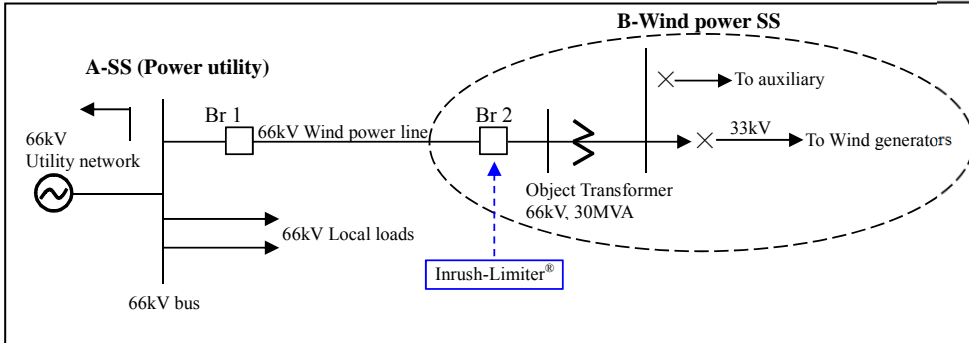 B-Wind power SS
A-SS (Power utility)
To auxiliary
Br 1
Br 2
66kV Wind power line
33kV
To Wind generators
66kV
Utility network
Object Transformer
66kV, 30MVA
66kV Local loads
Inrush-Limiter®
66kV bus